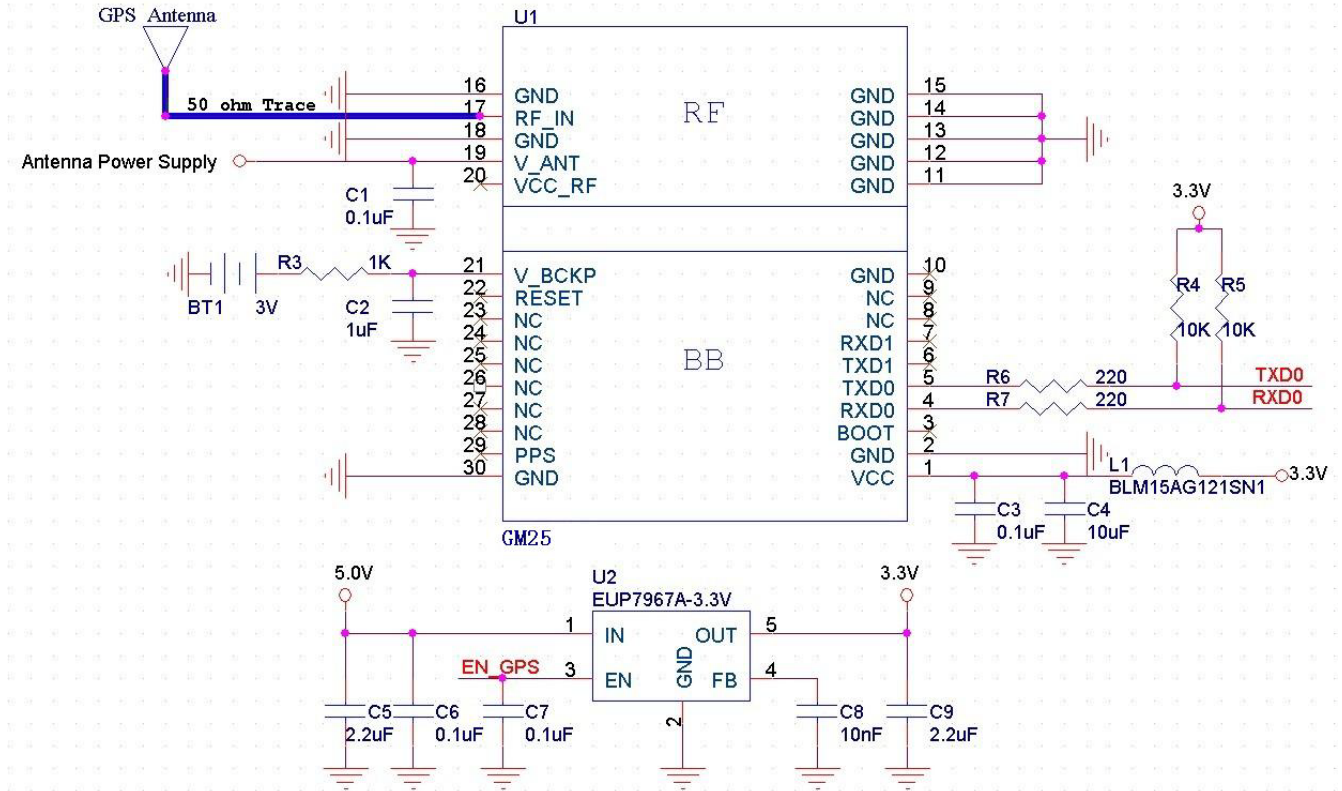 GPS Antenna
U1
50 ohm Trace
RF
16 GND
GND 15
17 RF_IN
GND 14
18 GND
GND 13
Antenna Power Supply
19 V_ANT
GND 12
20 VCC_RF
GND 11
C1
0.1uF
3.3V
BT1
3V
R3
1K
21 V_BCKP
GND 10
22 RESET
NC 9
C2
1uF
23 NC
NC 8
R4
10K
R5
10K
24 NC
RXD1 7
BB
25 NC
TXD1 6
26 NC
TXD0 5
R6
220
TXD0
27 NC
RXD0 4
R7
220
RXD0
28 NC
BOOT 3
29 PPS
GND 2
30 GND
VCC 1
L1
BLM15AG121SN1
3.3V
C3
0.1uF
C4
10uF
GM25
5.0V
U2
EUP7967A-3.3V
3.3V
1 IN
OUT 5
EN_GPS
3 EN
GND
FB 4
2
C5
2.2uF
C6
0.1uF
C7
0.1uF
C8
10nF
C9
2.2uF